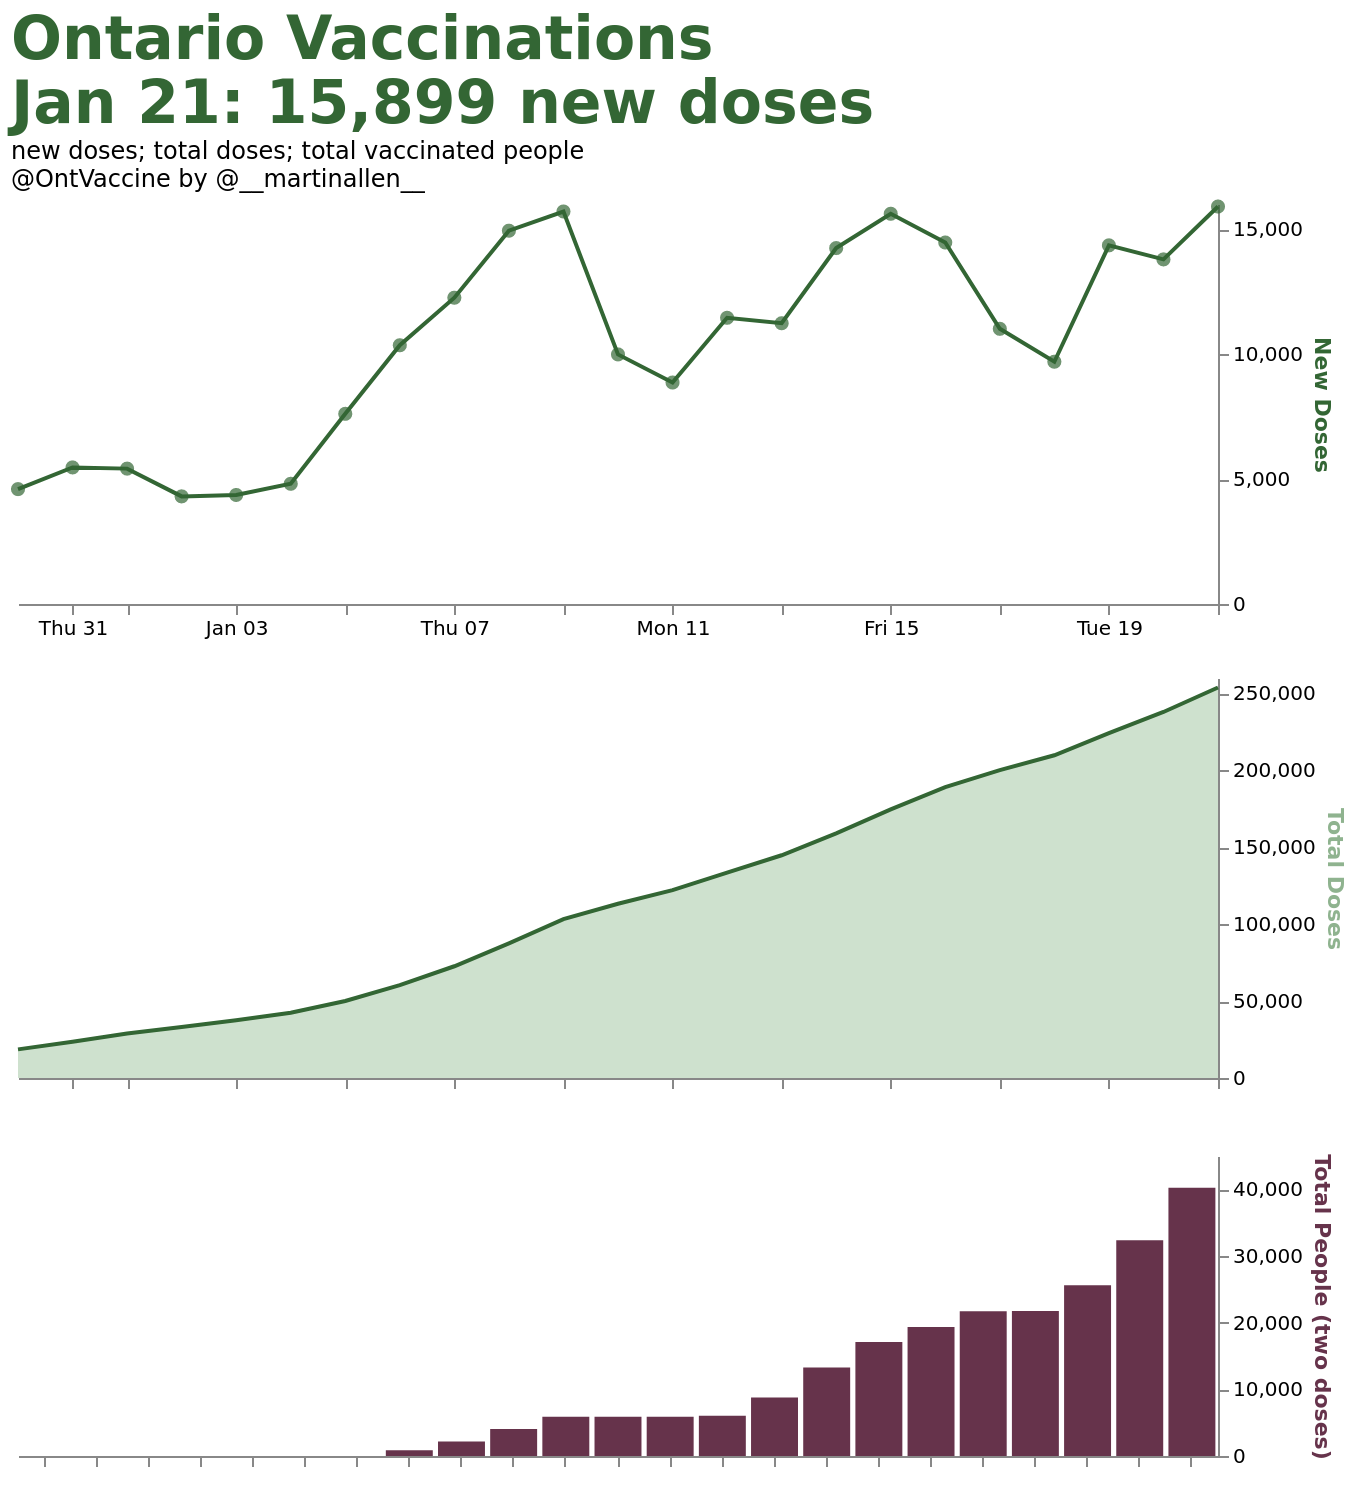 Ontario Vaccinations
Jan 21: 15,899 new doses
new doses; total doses; total vaccinated people
@OntVaccine by @__martinallen__
15,000
10,000
5,000
0
New Doses
Thu 31
Jan 03
Thu 07
Mon 11
Fri 15
Tue 19
250,000
200,000
150,000
100,000
50,000
0
Total Doses
40,000
30,000
20,000
10,000
0
Total People (two doses)